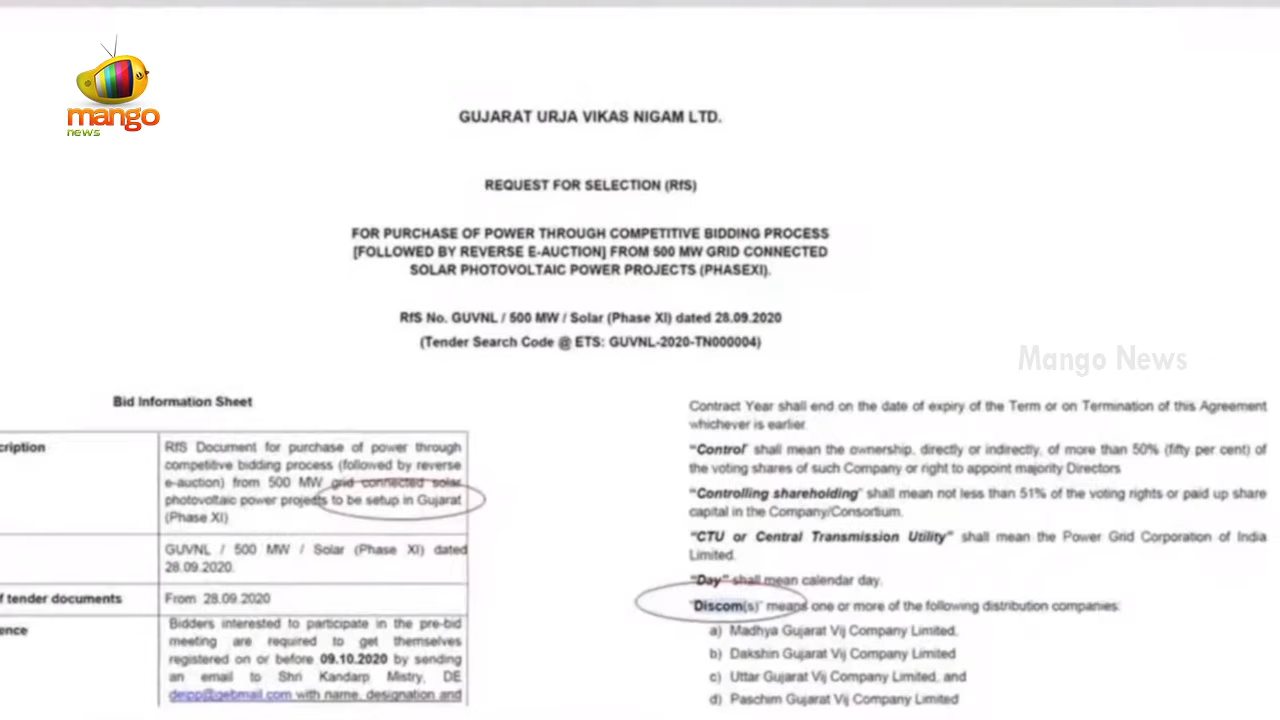 mango
news
GUJARAT URJA VIKAS NIGAM LTD.
REQUEST FOR SELECTION (RfS)
FOR PURCHASE OF POWER THROUGH COMPETITIVE BIDDING PROCESS
[FOLLOWED BY REVERSE E-AUCTION] FROM 500 MW GRID CONNECTED
SOLAR PHOTOVOLTAIC POWER PROJECTS (PHASEXI).
RfS No. GUVNL / 500 MW / Solar (Phase XI) dated 28.09.2020
(Tender Search Code @ ETS: GUVNL-2020-TN000004)
Mango News
Bid Information Sheet
cription
RfS Document for purchase of power through
competitive bidding process (followed by reverse
e-auction) from 500 MW grid connected solar
photovoltaic power projects to be setup in Gujarat
(Phase XI)
GUVNL / 500 MW / Solar (Phase XI) dated
28.09.2020.
f tender documents
From 28.09.2020
ence
Bidders interested to participate in the pre-bid
meeting are required to get themselves
registered on or before 09.10.2020 by sending
an email to Shri Kandarp Mistry, DE
deipp@gebmail.com with name, designation and
Contract Year shall end on the date of expiry of the Term or on Termination of this Agreement
whichever is earlier.
"Control" shall mean the ownership, directly or indirectly, of more than 50% (fifty per cent) of
the voting shares of such Company or right to appoint majority Directors
"Controlling shareholding" shall mean not less than 51% of the voting rights or paid up share
capital in the Company/Consortium.
"CTU or Central Transmission Utility" shall mean the Power Grid Corporation of India
Limited.
"Day" shall mean calendar day.
"Discom(s)" means one or more of the following distribution companies:
a) Madhya Gujarat Vij Company Limited,
b) Dakshin Gujarat Vij Company Limited
c) Uttar Gujarat Vij Company Limited, and
d) Paschim Gujarat Vij Company Limited